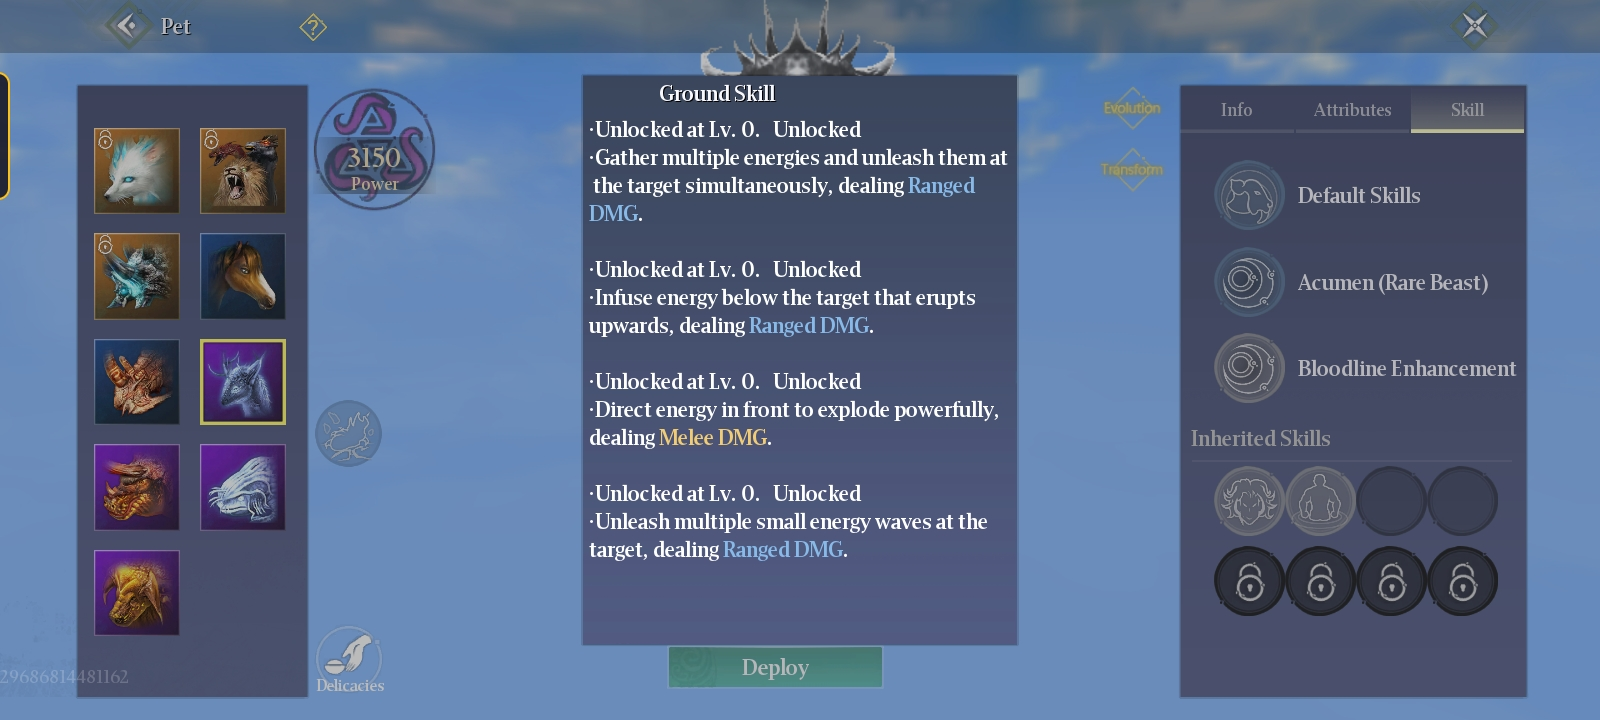 Pet
?
3150
Power
Delicacies
29686814481162
Ground Skill
·Unlocked at Lv. 0. Unlocked
·Gather multiple energies and unleash them at
the target simultaneously, dealing Ranged
DMG.
·Unlocked at Lv. 0. Unlocked
·Infuse energy below the target that erupts
upwards, dealing Ranged DMG.
·Unlocked at Lv. 0. Unlocked
·Direct energy in front to explode powerfully,
dealing Melee DMG.
·Unlocked at Lv. 0. Unlocked
·Unleash multiple small energy waves at the
target, dealing Ranged DMG.
Deploy
Evolution
Transform
Info Attributes Skill
Default Skills
Acumen (Rare Beast)
Bloodline Enhancement
Inherited Skills